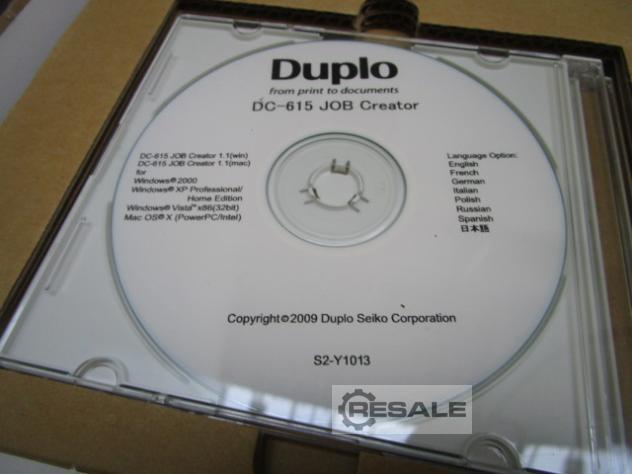 Duplo
from print to documents
DC-615 JOB Creator
DC-615 JOB Creator 1.1(win)
DC-615 JOB Creator 1.1(mac)
for
Windows®2000
Windows®XP Professional/
Home Edition
Windows®Vista™x86(32bit)
Mac OS®X (PowerPC/Intel)
Language Option:
English
French
German
Italian
Polish
Russian
Spanish
日本語
Copyright©2009 Duplo Seiko Corporation
S2-Y1013
RESALE